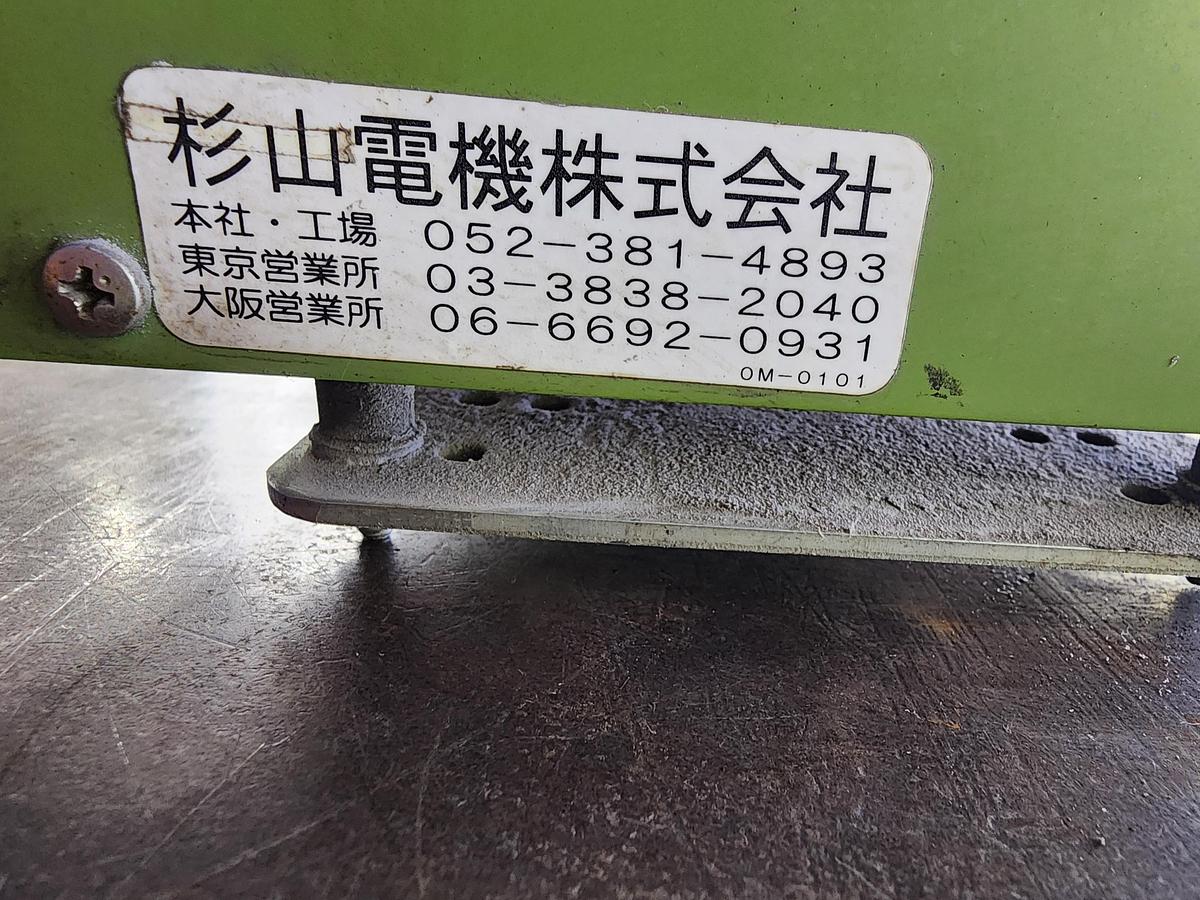 杉山電機株式会社
本社・工場 052-381-4893
東京営業所 03-3838-2040
大阪営業所 06-6692-0931
OM-0101